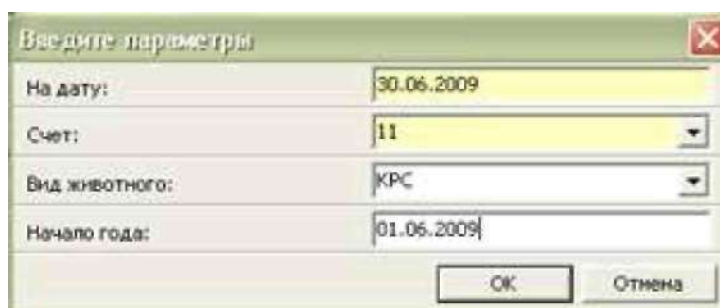 Введите параметры
На дату: 30.06.2009
Счет: 11
Вид животного: КРС
Начало года: 01.06.2009
ОК Отмена